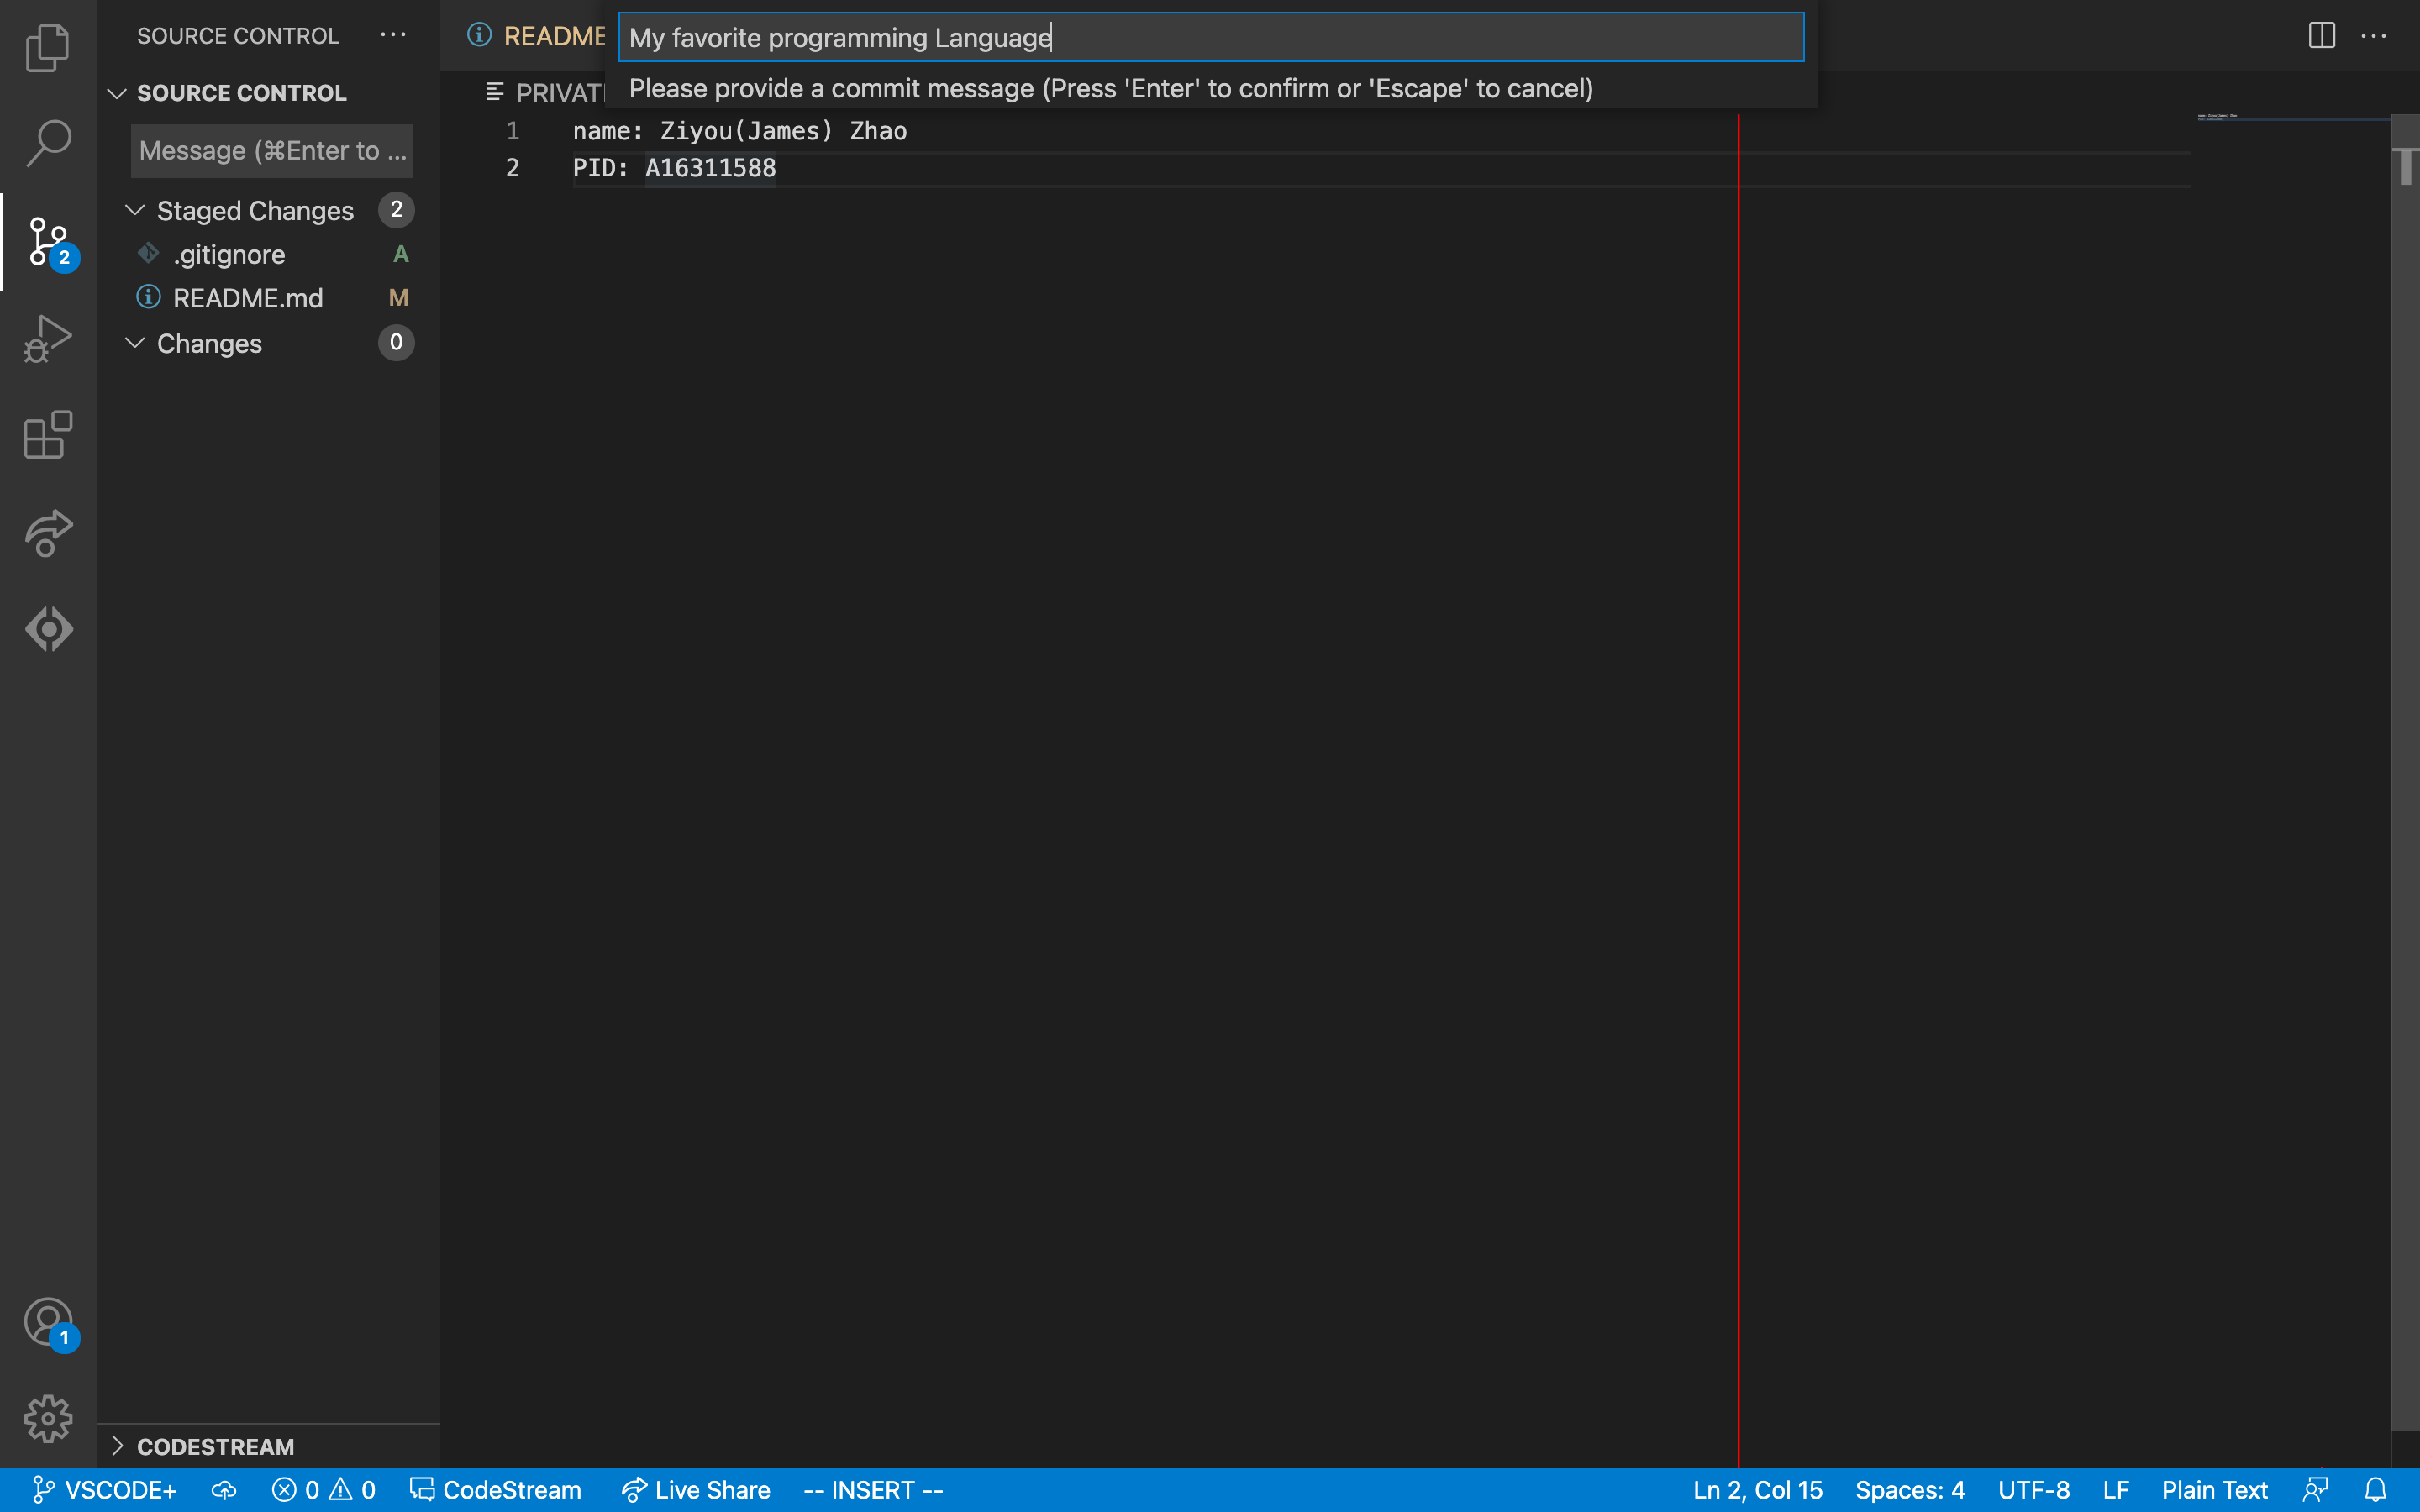 SOURCE CONTROL
SOURCE CONTROL
Message (⌘Enter to ...
Staged Changes 2
.gitignore A
README.md M
Changes 0
2
1
CODESTREAM
README
My favorite programming Language
Please provide a commit message (Press 'Enter' to confirm or 'Escape' to cancel)
PRIVAT
1 name: Ziyou(James) Zhao
2 PID: A16311588
VSCODE+ 0 0 CodeStream Live Share -- INSERT -- Ln 2, Col 15 Spaces: 4 UTF-8 LF Plain Text